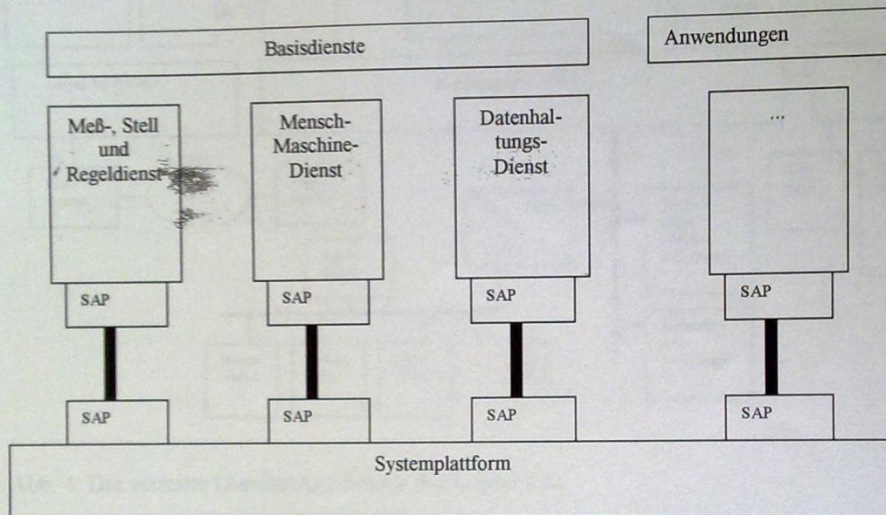 Basisdienste
Anwendungen
Meß-, Stell
und
Regeldienst
Mensch-
Maschine-
Dienst
Datenhal-
tungs-
Dienst
...
SAP
SAP
SAP
SAP
SAP
SAP
SAP
SAP
Systemplattform